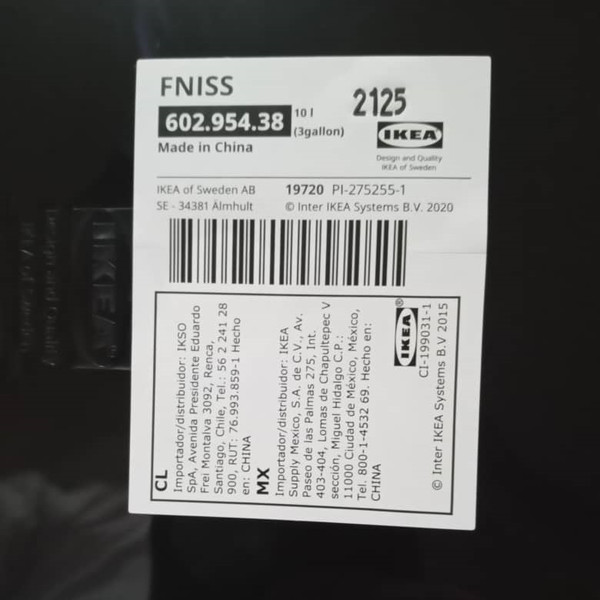 FNISS
602.954.38
10 l
(3gallon)
2125
IKEA
Made in China
Design and Quality
IKEA of Sweden
IKEA of Sweden AB
SE - 34381 Älmhult
19720 PI-275255-1
© Inter IKEA Systems B.V. 2020
CL
Importador/distribuidor: IKSO
SpA, Avenida Presidente Eduardo
Frei Montalva 3092, Renca,
Santiago, Chile, Tel.: 56 2 241 28
900, RUT: 76.993.859-1 Hecho
en: CHINA
MX
Importador/distribuidor: IKEA
Supply Mexico, S.A. de C.V., Av.
Paseo de las Palmas 275, Int.
403-404, Lomas de Chapultepec V
sección, Miguel Hidalgo C.P.:
11000 Ciudad de México, México,
Tel. 800-1-4532 69. Hecho en:
CHINA
IKEA®
CI-199031-1
© Inter IKEA Systems B.V 2015
IKEA